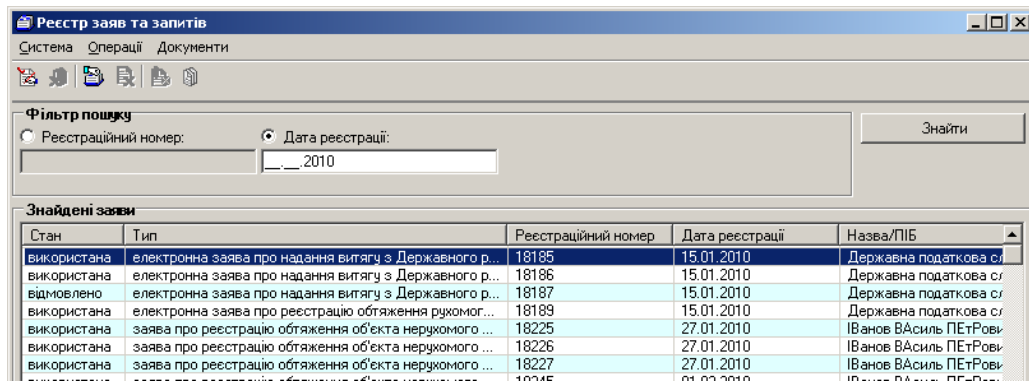 Реєстр заяв та запитів
Система Операції Документи
Фільтр пошуку
Реєстраційний номер: Дата реєстрації: Знайти
__.__.2010
Знайдені заяви
Стан Тип Реєстраційний номер Дата реєстрації Назва/ПІБ
використана електронна заява про надання витягу з Державного р... 18185 15.01.2010 Державна податкова сл
використана електронна заява про надання витягу з Державного р... 18186 15.01.2010 Державна податкова сл
відмовлено електронна заява про надання витягу з Державного р... 18187 15.01.2010 Державна податкова сл
використана електронна заява про реєстрацію обтяження рухомог... 18189 15.01.2010 Державна податкова сл
використана заява про реєстрацію обтяження об'єкта нерухомого ... 18225 27.01.2010 ІВанов ВАсиль ПЕтРови
використана заява про реєстрацію обтяження об'єкта нерухомого ... 18226 27.01.2010 ІВанов ВАсиль ПЕтРови
використана заява про реєстрацію обтяження об'єкта нерухомого ... 18227 27.01.2010 ІВанов ВАсиль ПЕтРови